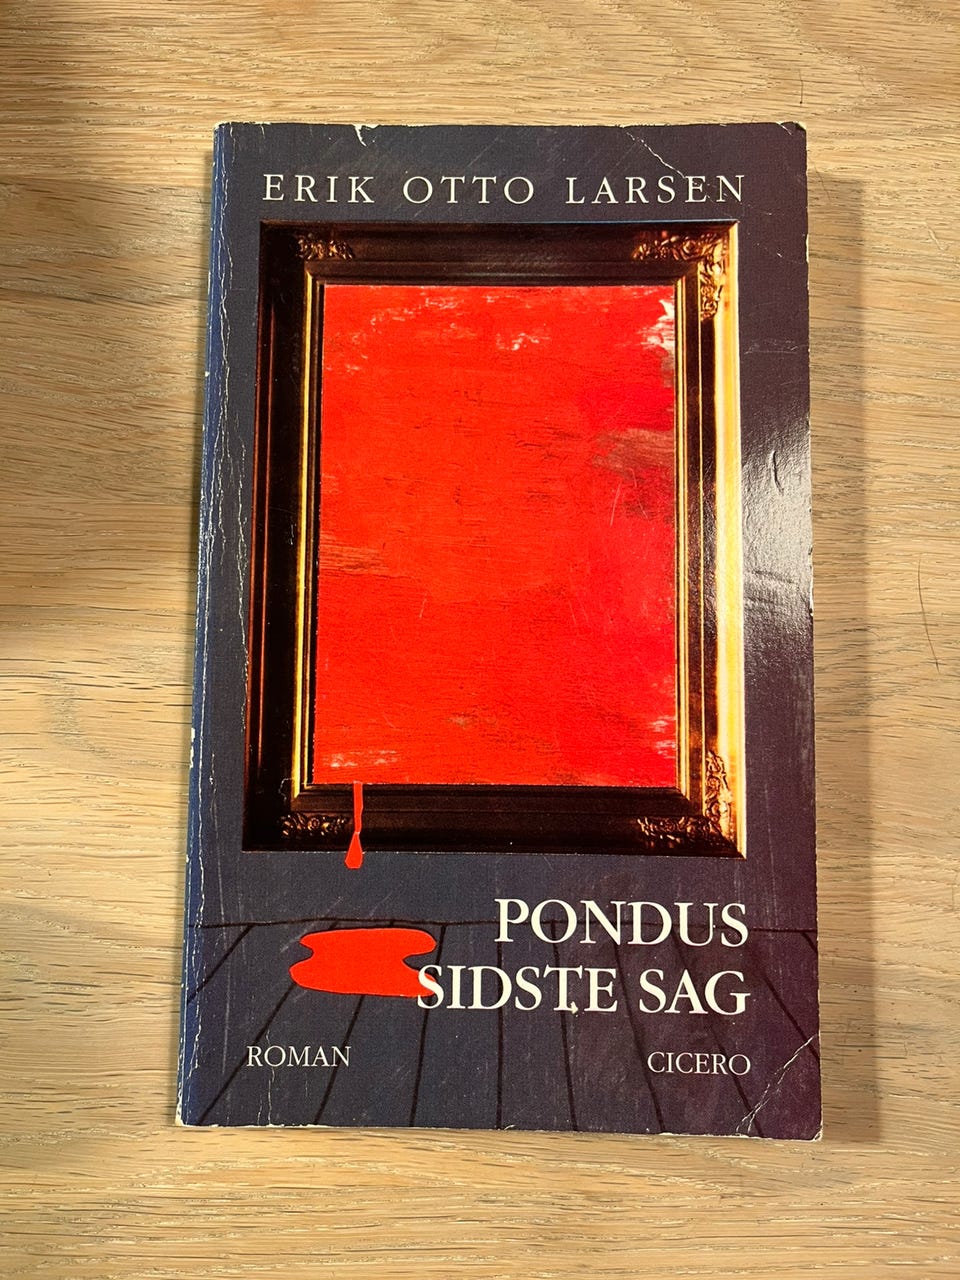 ERIK OTTO LARSEN
PONDUS
SIDSTE SAG
ROMAN
CICERO